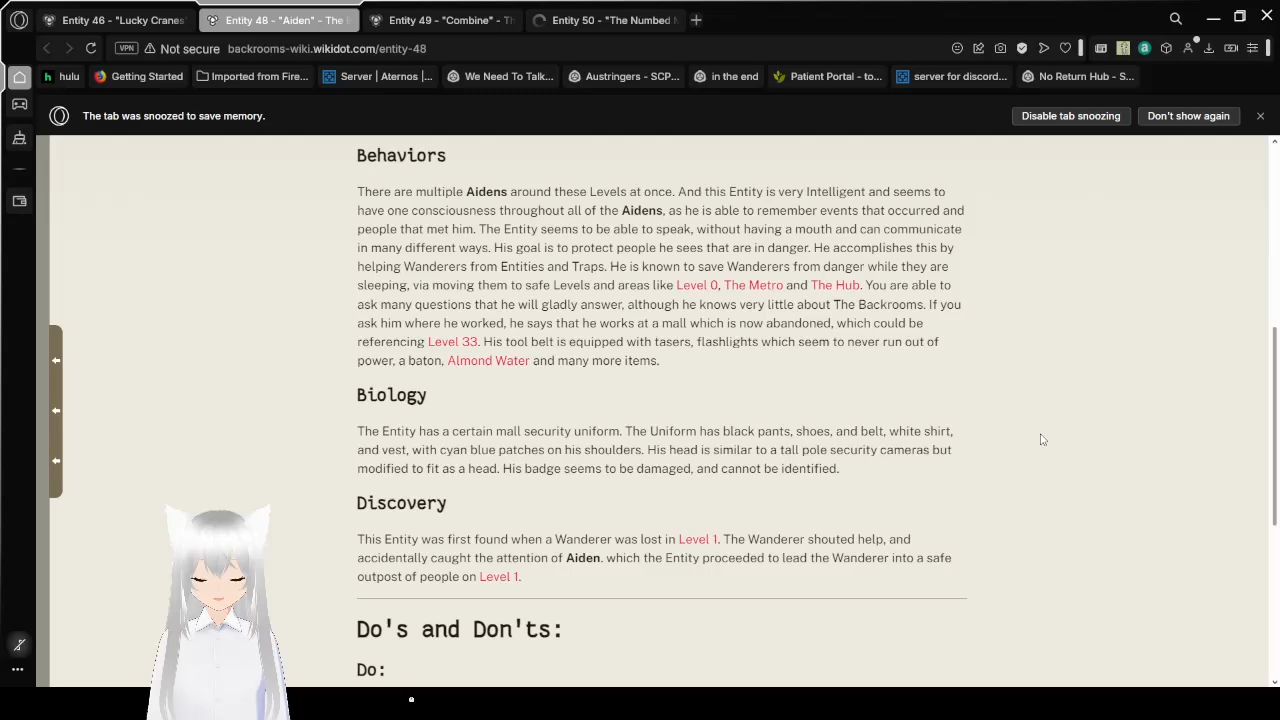 Entity 46 - "Lucky Cranes"
Entity 48 - "Aiden" - The
Entity 49 - "Combine" - Th
Entity 50 - "The Numbed M
VPN
Not secure
backrooms-wiki.wikidot.com/entity-48
hulu
Getting Started
Imported from Fire...
Server | Aternos |...
We Need To Talk...
Austringers - SCP...
in the end
Patient Portal - to...
server for discord...
No Return Hub - S...
The tab was snoozed to save memory.
Disable tab snoozing
Don't show again
Behaviors
There are multiple Aidens around these Levels at once. And this Entity is very Intelligent and seems to
have one consciousness throughout all of the Aidens, as he is able to remember events that occurred and
people that met him. The Entity seems to be able to speak, without having a mouth and can communicate
in many different ways. His goal is to protect people he sees that are in danger. He accomplishes this by
helping Wanderers from Entities and Traps. He is known to save Wanderers from danger while they are
sleeping, via moving them to safe Levels and areas like Level 0, The Metro and The Hub. You are able to
ask many questions that he will gladly answer, although he knows very little about The Backrooms. If you
ask him where he worked, he says that he works at a mall which is now abandoned, which could be
referencing Level 33. His tool belt is equipped with tasers, flashlights which seem to never run out of
power, a baton, Almond Water and many more items.
Biology
The Entity has a certain mall security uniform. The Uniform has black pants, shoes, and belt, white shirt,
and vest, with cyan blue patches on his shoulders. His head is similar to a tall pole security cameras but
modified to fit as a head. His badge seems to be damaged, and cannot be identified.
Discovery
This Entity was first found when a Wanderer was lost in Level 1. The Wanderer shouted help, and
accidentally caught the attention of Aiden. which the Entity proceeded to lead the Wanderer into a safe
outpost of people on Level 1.
Do's and Don'ts:
Do: